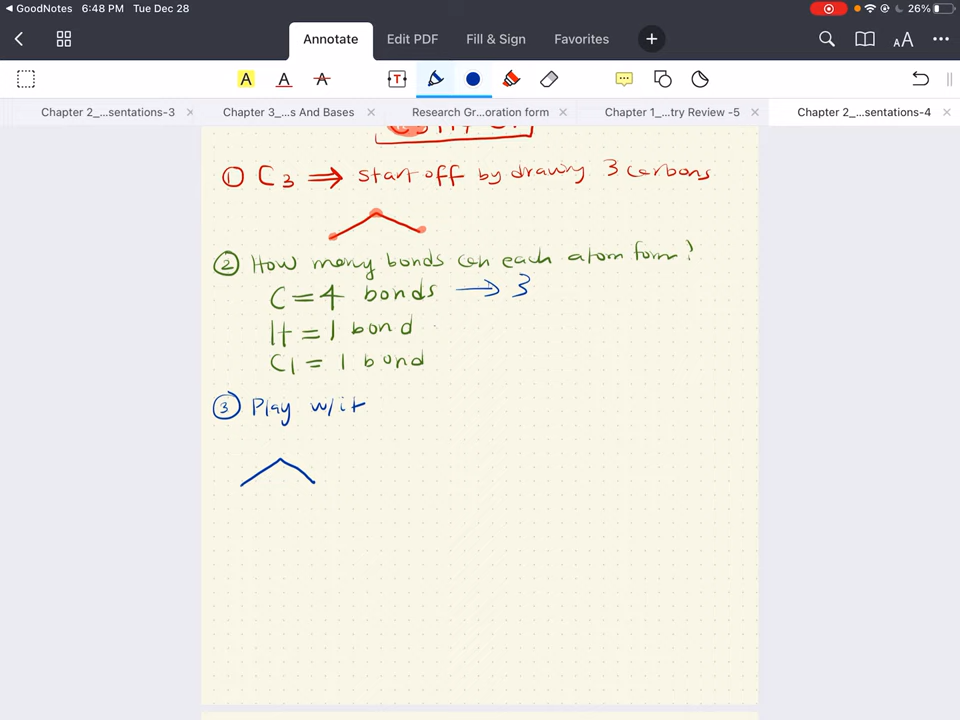 GoodNotes 6:48 PM Tue Dec 28 26%
Annotate Edit PDF Fill & Sign Favorites
AA
A A A T
Chapter 2_...sentations-3 Chapter 3_...s And Bases Research Gr...oration form Chapter 1_...try Review -5 Chapter 2_...sentations-4
① C3 ⇒ start off by drawing 3 carbons
② How many bonds can each atom form?
C = 4 bonds → 3
H = 1 bond
Cl = 1 bond
③ Play w/it